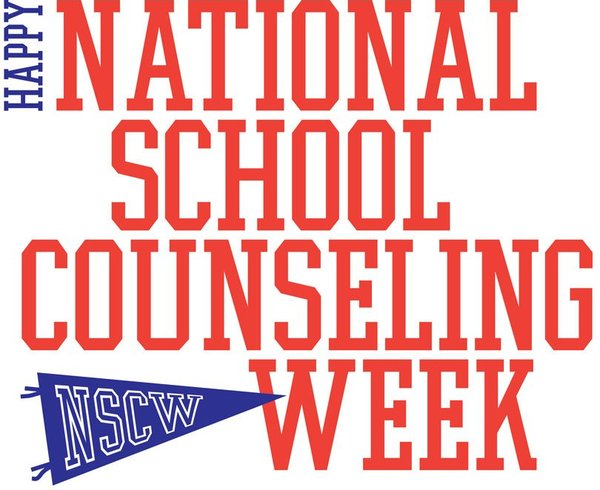 HAPPY
NATIONAL
SCHOOL
COUNSELING
WEEK
NSCW